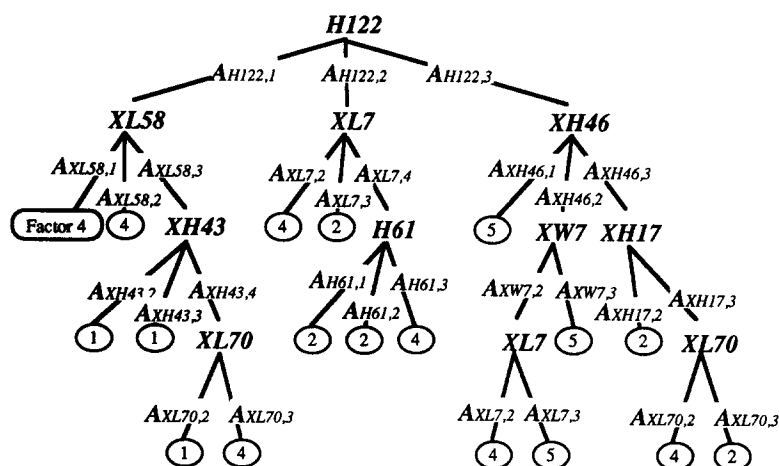 H122
AH122,1 AH122,2 AH122,3
XL58 XL7 XH46
AXL58,1 AXL58,3 AXL7,2 AXL7,4 AXH46,1 AXH46,3
AXL58,2 AXL7,3 AXH46,2
Factor 4 4 XH43 4 2 H61 5 XW7 XH17
AXH43,2 AXH43,4 AH61,1 AH61,3 AXW7,2 AXW7,3 AXH17,3
AXH43,3 AH61,2 AXH17,2
1 1 XL70 2 2 4 XL7 5 2 XL70
AXL70,2 AXL70,3 AXL7,2 AXL7,3 AXL70,2 AXL70,3
1 4 4 5 4 2